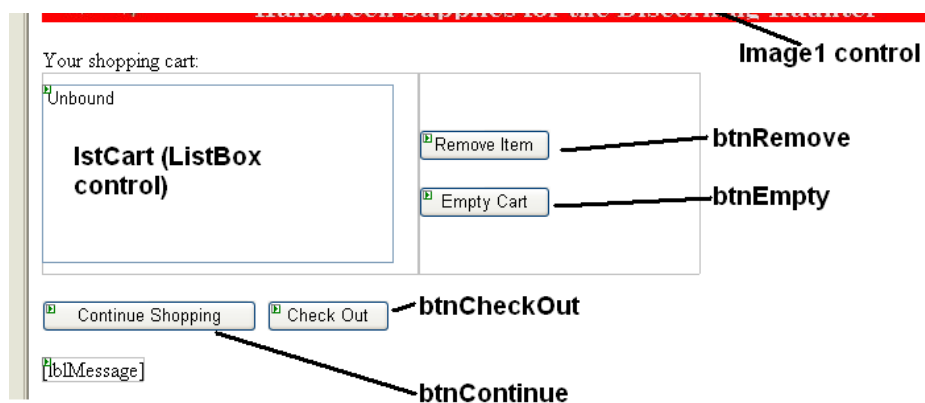 Halloween Supplies for the Discerning Haunter
Image1 control
Your shopping cart:
Unbound
lstCart (ListBox
control)
Remove Item
btnRemove
Empty Cart
btnEmpty
Continue Shopping
Check Out
btnCheckOut
[lblMessage]
btnContinue